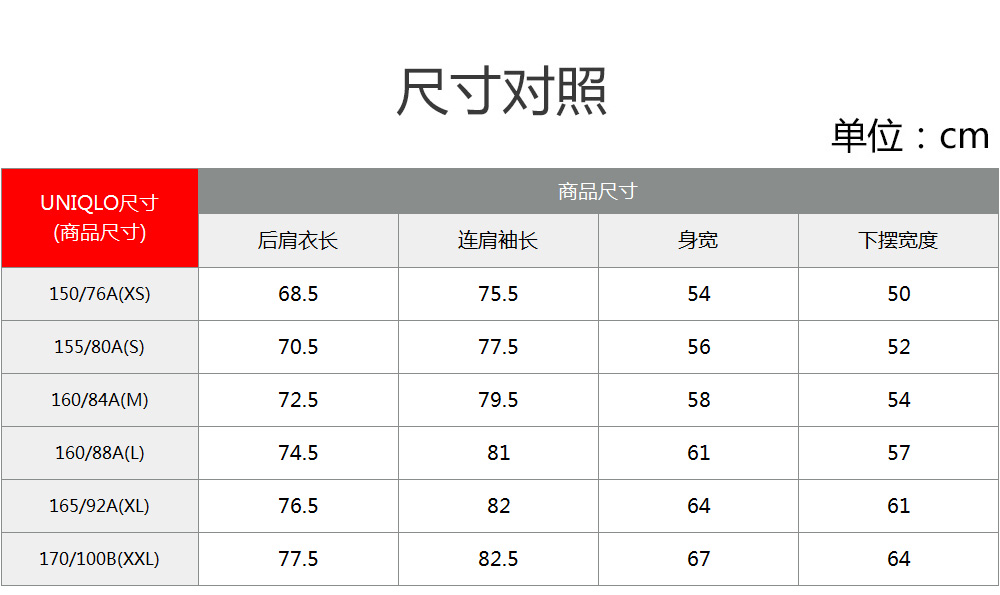 尺寸对照
单位：cm
UNIQLO尺寸
(商品尺寸)
商品尺寸
后肩衣长 连肩袖长 身宽 下摆宽度
150/76A(XS) 68.5 75.5 54 50
155/80A(S) 70.5 77.5 56 52
160/84A(M) 72.5 79.5 58 54
160/88A(L) 74.5 81 61 57
165/92A(XL) 76.5 82 64 61
170/100B(XXL) 77.5 82.5 67 64